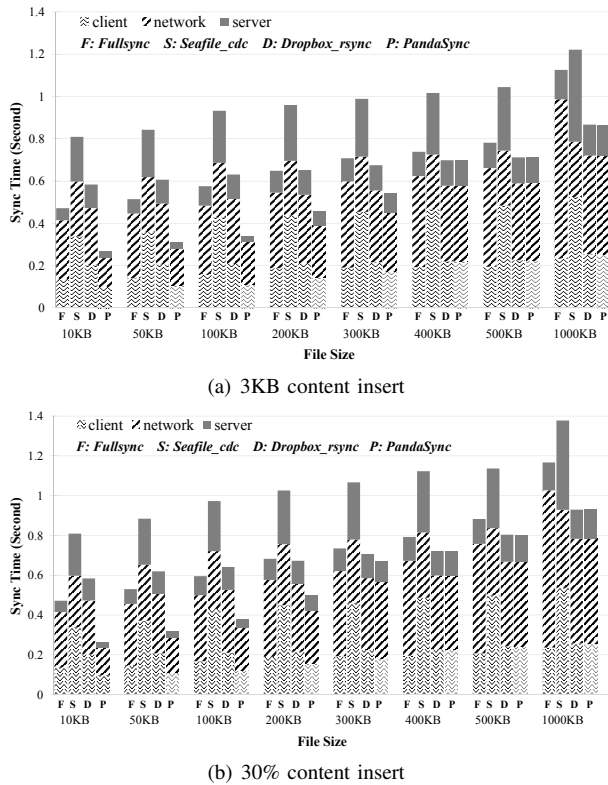 1.4
client network server
F: Fullsync S: Seafile_cdc D: Dropbox_rsync P: PandaSync
1.2
1
0.8
0.6
0.4
0.2
0
Sync Time (Second)
F S D P F S D P F S D P F S D P F S D P F S D P F S D P F S D P
10KB 50KB 100KB 200KB 300KB 400KB 500KB 1000KB
File Size
(a) 3KB content insert
1.4
client network server
F: Fullsync S: Seafile_cdc D: Dropbox_rsync P: PandaSync
1.2
1
0.8
0.6
0.4
0.2
0
Sync Time (Second)
F S D P F S D P F S D P F S D P F S D P F S D P F S D P F S D P
10KB 50KB 100KB 200KB 300KB 400KB 500KB 1000KB
File Size
(b) 30% content insert